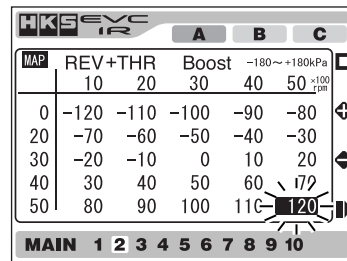 HKS EVC IR
A B C
MAP REV+THR Boost -180～+180kPa
10 20 30 40 50 ×100 rpm
0 -120 -110 -100 -90 -80
20 -70 -60 -50 -40 -30
30 -20 -10 0 10 20
40 30 40 50 60 70
50 80 90 100 110 120
MAIN 1 2 3 4 5 6 7 8 9 10